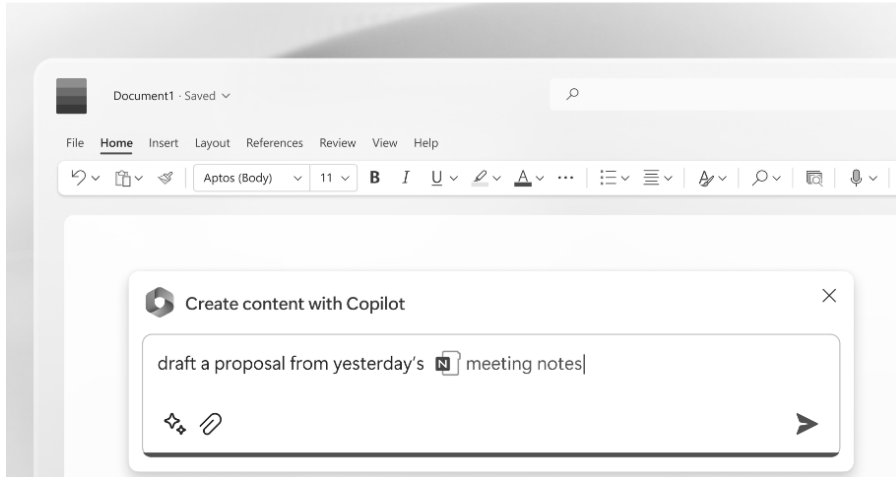 Document1 · Saved
File Home Insert Layout References Review View Help
Aptos (Body) 11 B I U A
Create content with Copilot
draft a proposal from yesterday's N meeting notes